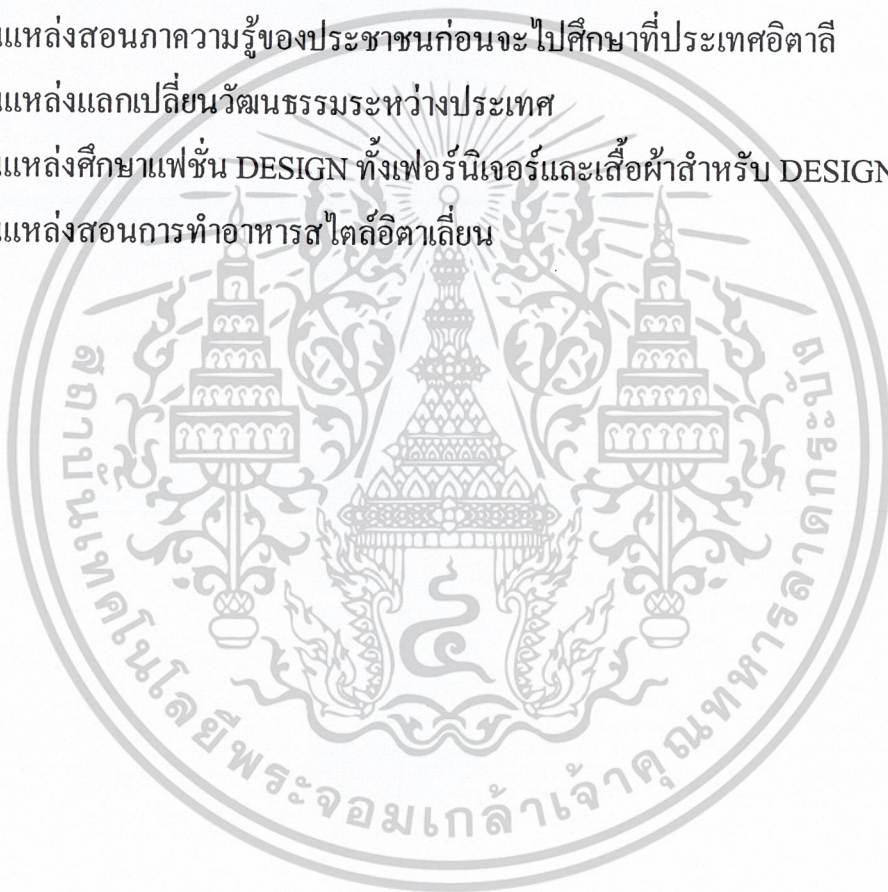 นแหล่งสอนภาความรู้ของประชาชนก่อนจะไปศึกษาที่ประเทศอิตาลี
นแหล่งแลกเปลี่ยนวัฒนธรรมระหว่างประเทศ
นแหล่งศึกษาแฟชั่น DESIGN ทั้งเฟอร์นิเจอร์และเสื้อผ้าสำหรับ DESIGN
นแหล่งสอนการทำอาหารสไตล์อิตาเลี่ยน
สถาบันเทคโนโลยีพระจอมเกล้าเจ้าคุณทหารลาดกระบัง